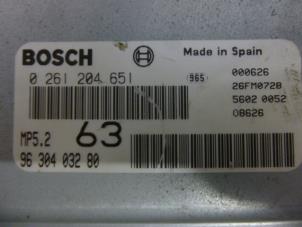 BOSCH
Made in Spain
0 261 204 651
(965)
000626
26FM072B
5602 0052
08626
MP5.2
63
96 304 032 80